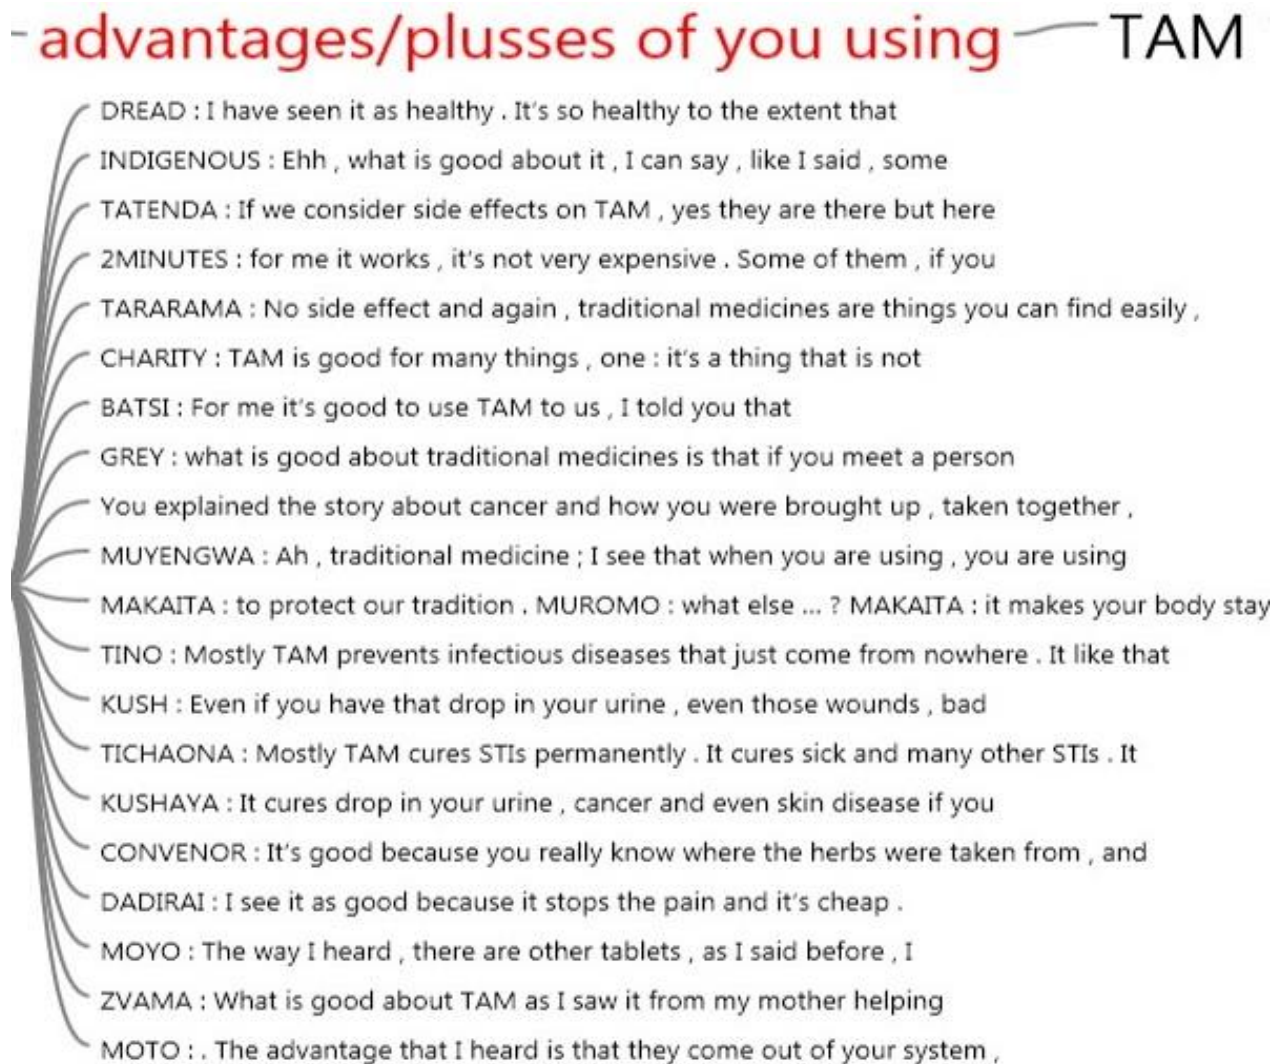 advantages/plusses of you using TAM
DREAD : I have seen it as healthy . It's so healthy to the extent that
INDIGENOUS : Ehh , what is good about it , I can say , like I said , some
TATENDA : If we consider side effects on TAM , yes they are there but here
2MINUTES : for me it works , it's not very expensive . Some of them , if you
TARARAMA : No side effect and again , traditional medicines are things you can find easily ,
CHARITY : TAM is good for many things , one : it's a thing that is not
BATSI : For me it's good to use TAM to us , I told you that
GREY : what is good about traditional medicines is that if you meet a person
You explained the story about cancer and how you were brought up , taken together ,
MUYENGWA : Ah , traditional medicine ; I see that when you are using , you are using
MAKAITA : to protect our tradition . MUROMO : what else ... ? MAKAITA : it makes your body stay
TINO : Mostly TAM prevents infectious diseases that just come from nowhere . It like that
KUSH : Even if you have that drop in your urine , even those wounds , bad
TICHAONA : Mostly TAM cures STIs permanently . It cures sick and many other STIs . It
KUSHAYA : It cures drop in your urine , cancer and even skin disease if you
CONVENOR : It's good because you really know where the herbs were taken from , and
DADIRAI : I see it as good because it stops the pain and it's cheap .
MOYO : The way I heard , there are other tablets , as I said before , I
ZVAMA : What is good about TAM as I saw it from my mother helping
MOTO : . The advantage that I heard is that they come out of your system ,